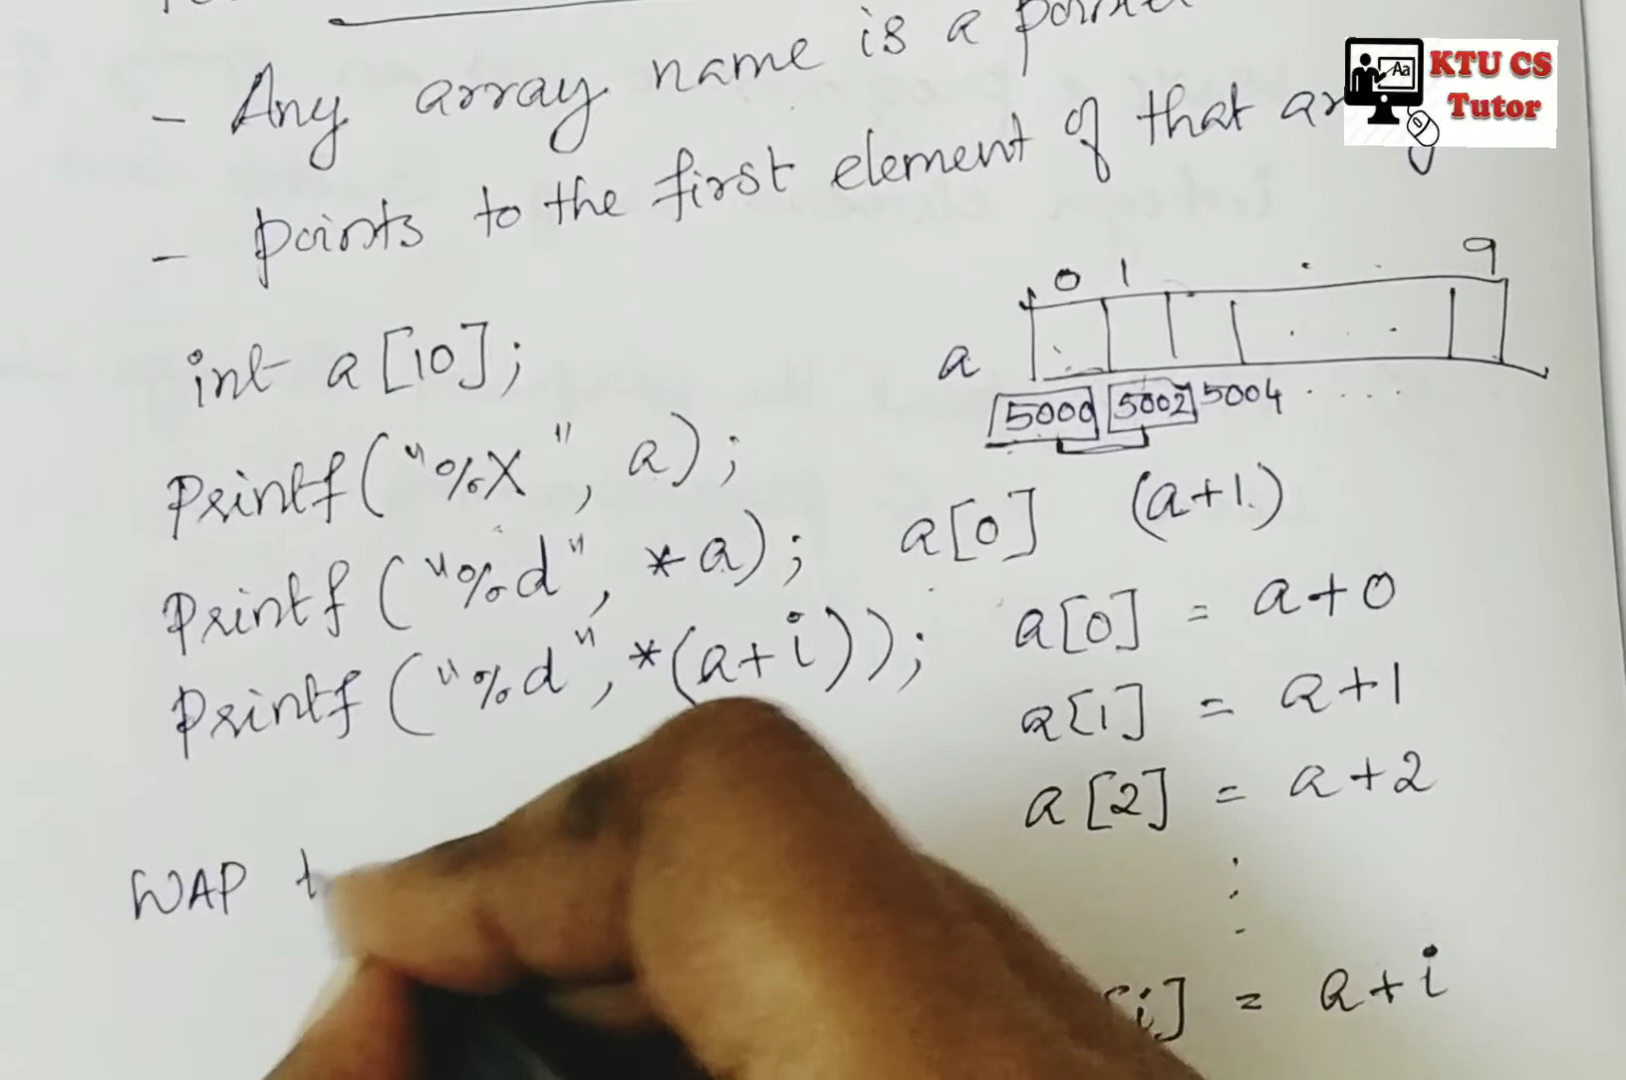 - Any array name is a
- points to the first element of that
int a[10];
0 1 . . 9
a
5000 5002 5004 . . . .
printf("%X", a);
printf("%d", *a); a[0] (a+1)
printf("%d", *(a+i)); a[0] = a+0
a[1] = a+1
a[2] = a+2
WAP
i] = a+i
Aa
KTU CS
Tutor